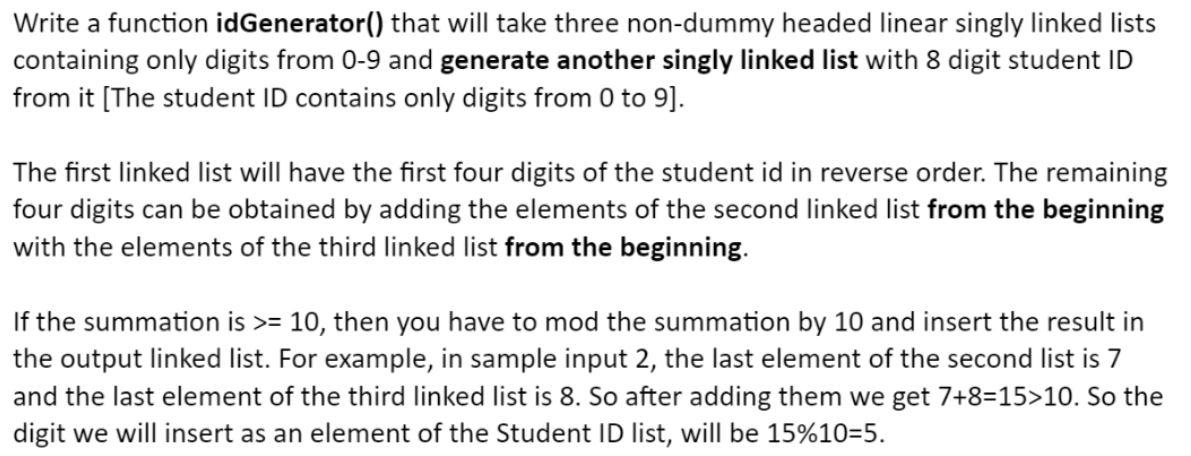 Write a function idGenerator() that will take three non-dummy headed linear singly linked lists
containing only digits from 0-9 and generate another singly linked list with 8 digit student ID
from it [The student ID contains only digits from 0 to 9].
The first linked list will have the first four digits of the student id in reverse order. The remaining
four digits can be obtained by adding the elements of the second linked list from the beginning
with the elements of the third linked list from the beginning.
If the summation is >= 10, then you have to mod the summation by 10 and insert the result in
the output linked list. For example, in sample input 2, the last element of the second list is 7
and the last element of the third linked list is 8. So after adding them we get 7+8=15>10. So the
digit we will insert as an element of the Student ID list, will be 15%10=5.